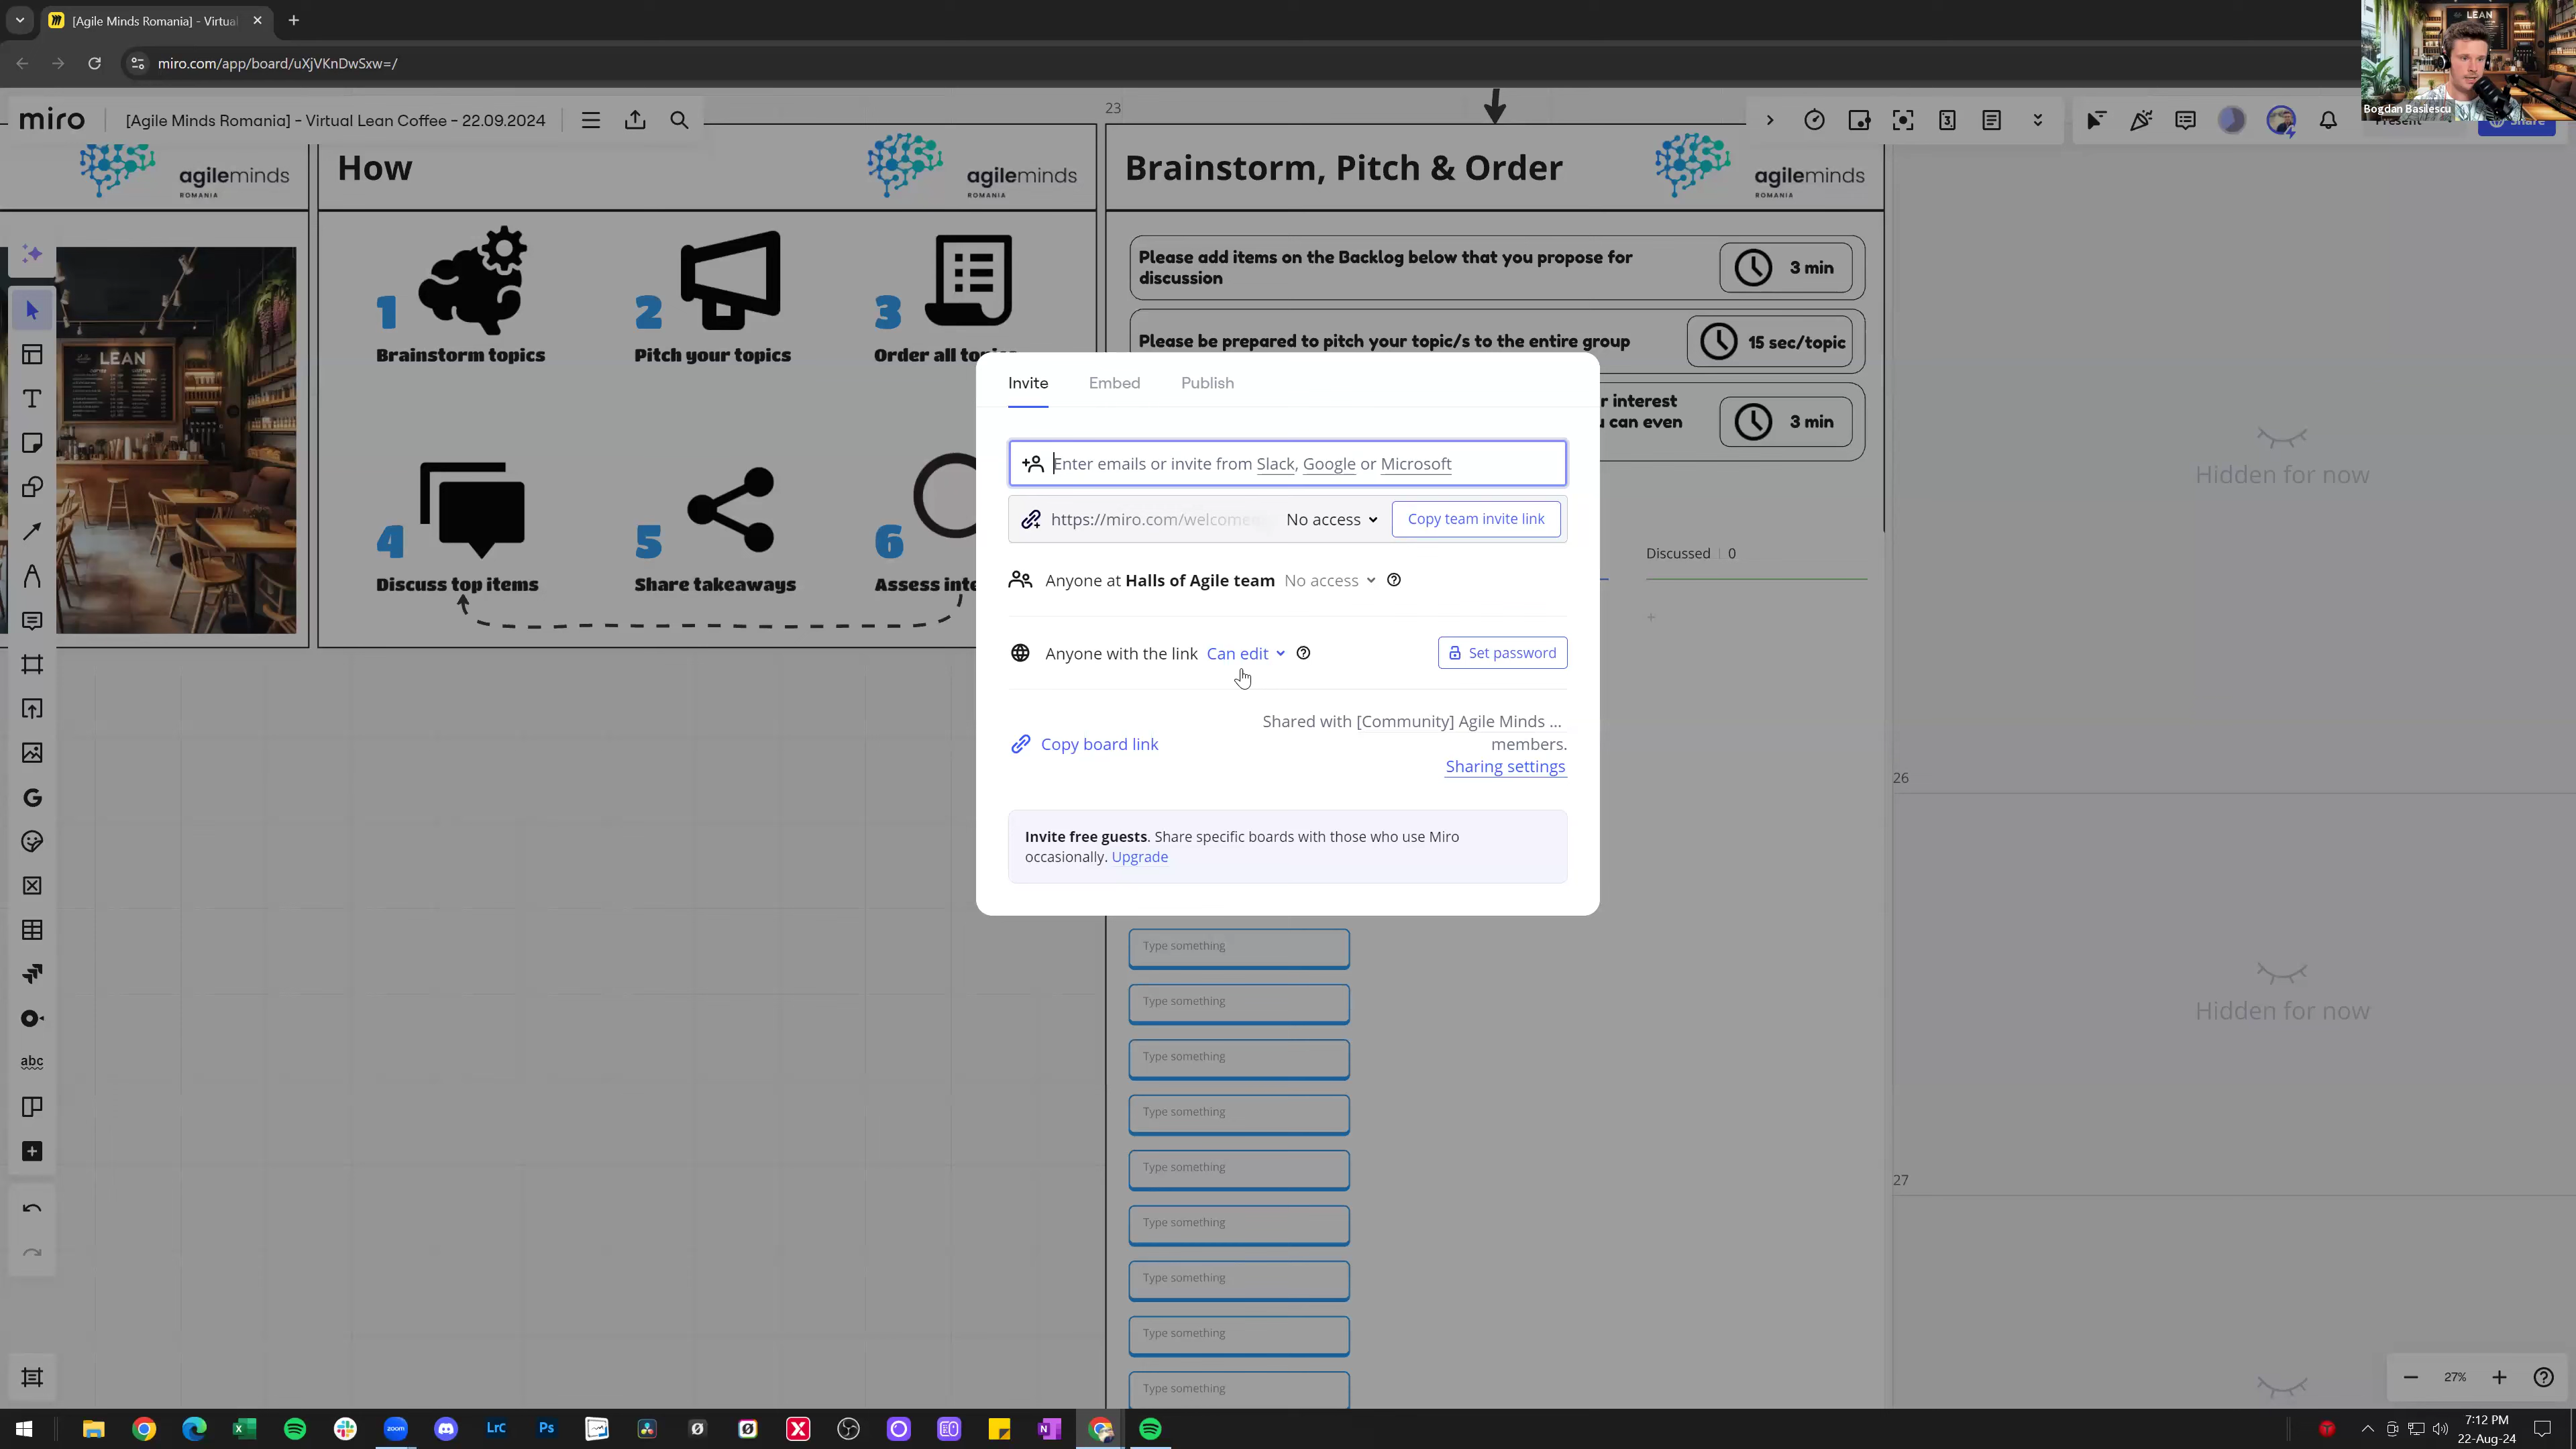 [Agile Minds Romania] - Virtual
miro.com/app/board/uXjVKnDwSxw=/
LEAN
Bogdan Basilescu
miro
[Agile Minds Romania] - Virtual Lean Coffee - 22.09.2024
23
3
Present
Share
agileminds
ROMANIA
How
agileminds
ROMANIA
Brainstorm, Pitch & Order
agileminds
ROMANIA
LEAN
1
Brainstorm topics
2
Pitch your topics
3
Order all
4
Discuss top items
5
Share takeaways
6
Assess
Please add items on the Backlog below that you propose for
discussion
3 min
Please be prepared to pitch your topic/s to the entire group
15 sec/topic
interest
can even
3 min
Invite
Embed
Publish
Enter emails or invite from Slack, Google or Microsoft
https://miro.com/welcome
No access
Copy team invite link
Anyone at Halls of Agile team
No access
Anyone with the link
Can edit
Set password
Shared with [Community] Agile Minds ...
members.
Copy board link
Sharing settings
Invite free guests. Share specific boards with those who use Miro
occasionally. Upgrade
Discussed | 0
Hidden for now
26
Hidden for now
27
Type something
Type something
Type something
Type something
Type something
Type something
Type something
Type something
Type something
abc
27%
zoom
LrC
Ps
7:12 PM
22-Aug-24